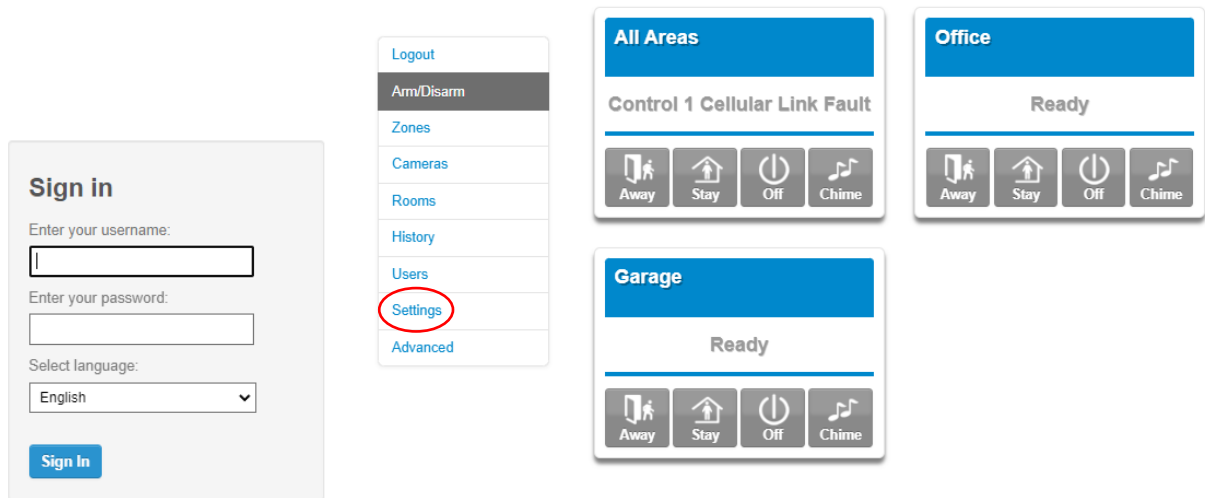 Sign in
Enter your username:
Enter your password:
Select language:
English
Sign In
Logout
Arm/Disarm
Zones
Cameras
Rooms
History
Users
Settings
Advanced
All Areas
Control 1 Cellular Link Fault
Away Stay Off Chime
Office
Ready
Away Stay Off Chime
Garage
Ready
Away Stay Off Chime